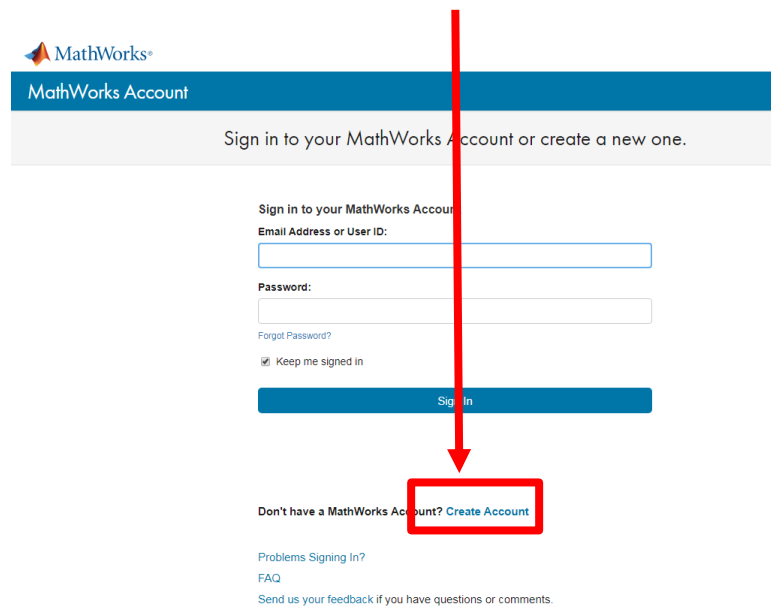 MathWorks®
MathWorks Account
Sign in to your MathWorks Account or create a new one.
Sign in to your MathWorks Account
Email Address or User ID:
Password:
Forgot Password?
Keep me signed in
Sign In
Don't have a MathWorks Account? Create Account
Problems Signing In?
FAQ
Send us your feedback if you have questions or comments.